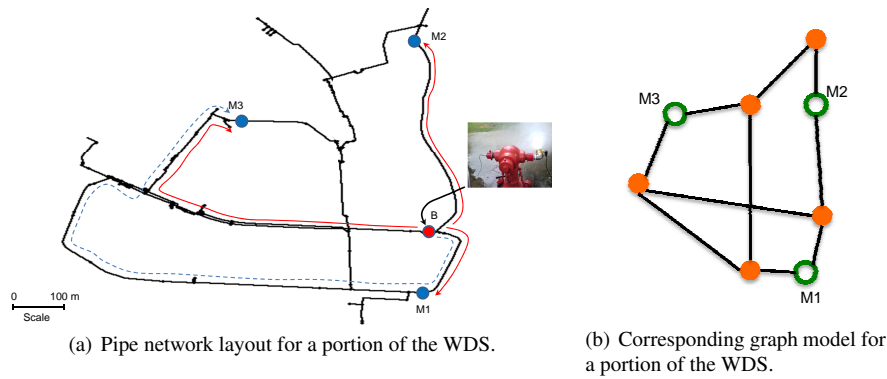 M2
M3
B
M1
0 100 m
Scale
(a) Pipe network layout for a portion of the WDS.
M3
M2
M1
(b) Corresponding graph model for
a portion of the WDS.